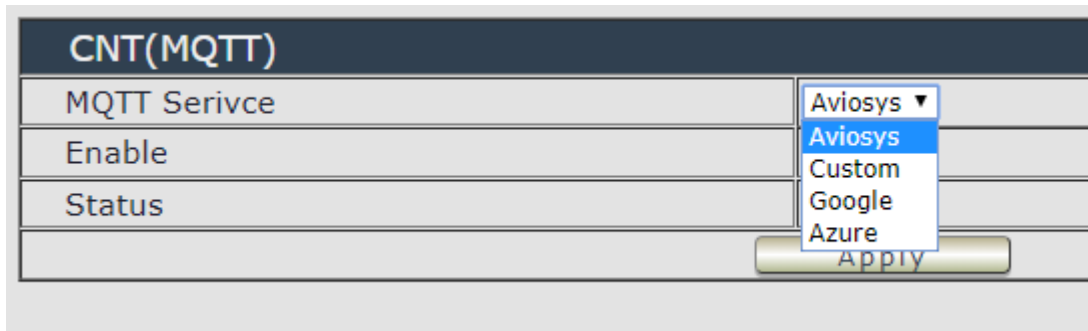 CNT(MQTT)
MQTT Serivce
Aviosys ▼
Aviosys
Enable
Custom
Google
Status
Azure
Apply